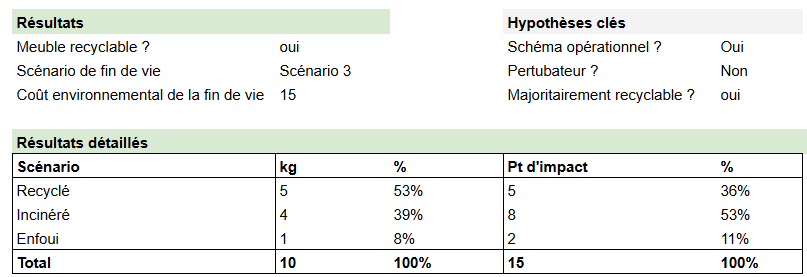 Résultats Hypothèses clés
Meuble recyclable ? oui Schéma opérationnel ? Oui
Scénario de fin de vie Scénario 3 Pertubateur ? Non
Coût environnemental de la fin de vie 15 Majoritairement recyclable ? oui
Résultats détaillés
Scénario kg % Pt d'impact %
Recyclé 5 53% 5 36%
Incinéré 4 39% 8 53%
Enfoui 1 8% 2 11%
Total 10 100% 15 100%